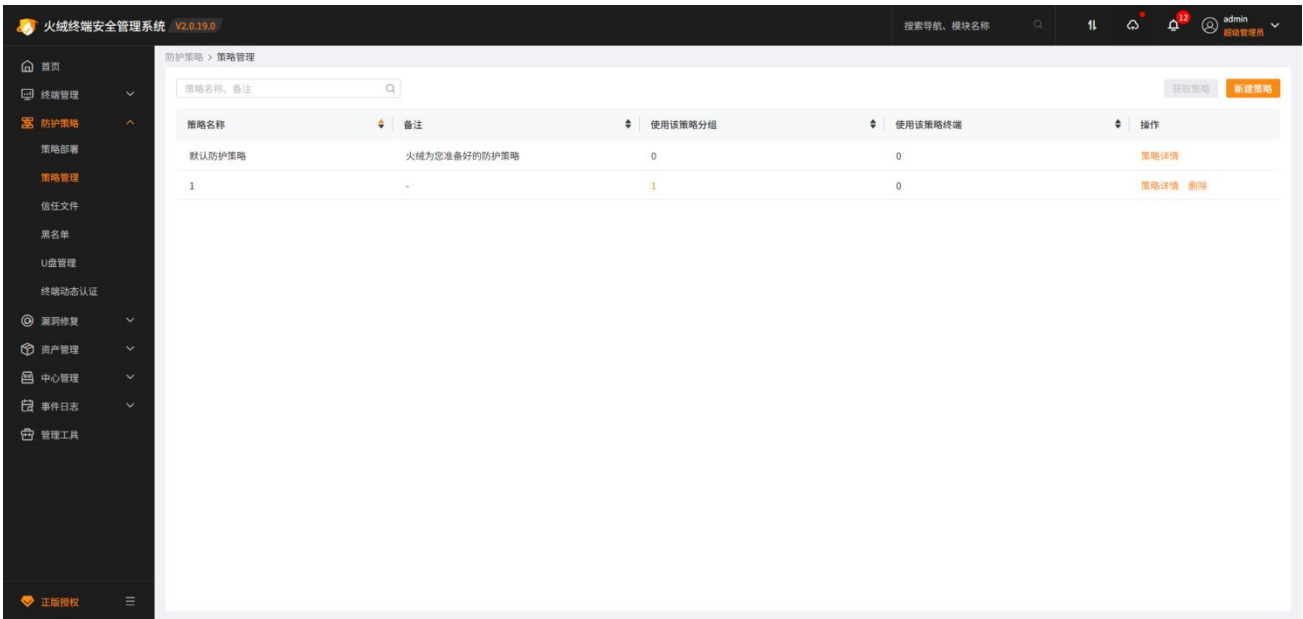 火绒终端安全管理系统 V2.0.19.0 搜索导航、模块名称 12 admin
超级管理员
首页
终端管理
防护策略
策略部署
策略管理
信任文件
黑名单
U盘管理
终端动态认证
漏洞修复
资产管理
中心管理
事件日志
管理工具
正版授权
防护策略 > 策略管理
策略名称、备注 获取策略 新建策略
策略名称 备注 使用该策略分组 使用该策略终端 操作
默认防护策略 火绒为您准备好的防护策略 0 0 策略详情
1 - 1 0 策略详情 删除